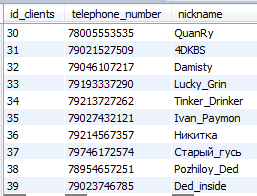 id_clients telephone_number nickname
30 78005553535 QuanRy
31 79021527509 4DKBS
32 79046107217 Damisty
33 79193337290 Lucky_Grin
34 79213727262 Tinker_Drinker
35 79027432121 Ivan_Paymon
36 79214567357 Никитка
37 79746172574 Старый_гусь
38 78954657251 Pozhiloy_Ded
39 79023746785 Ded_inside